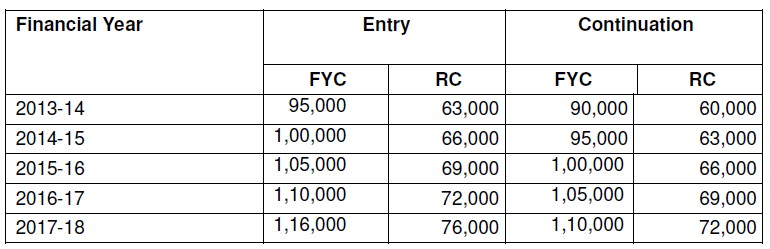 Financial Year Entry Continuation
FYC RC FYC RC
2013-14 95,000 63,000 90,000 60,000
2014-15 1,00,000 66,000 95,000 63,000
2015-16 1,05,000 69,000 1,00,000 66,000
2016-17 1,10,000 72,000 1,05,000 69,000
2017-18 1,16,000 76,000 1,10,000 72,000